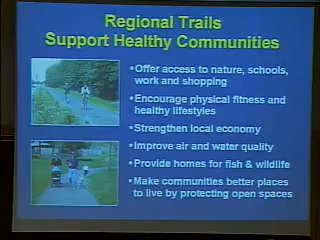 Regional Trails
Support Healthy Communities
•Offer access to nature, schools,
work and shopping
•Encourage physical fitness and
healthy lifestyles
•Strengthen local economy
•Improve air and water quality
•Provide homes for fish & wildlife
•Make communities better places
to live by protecting open spaces